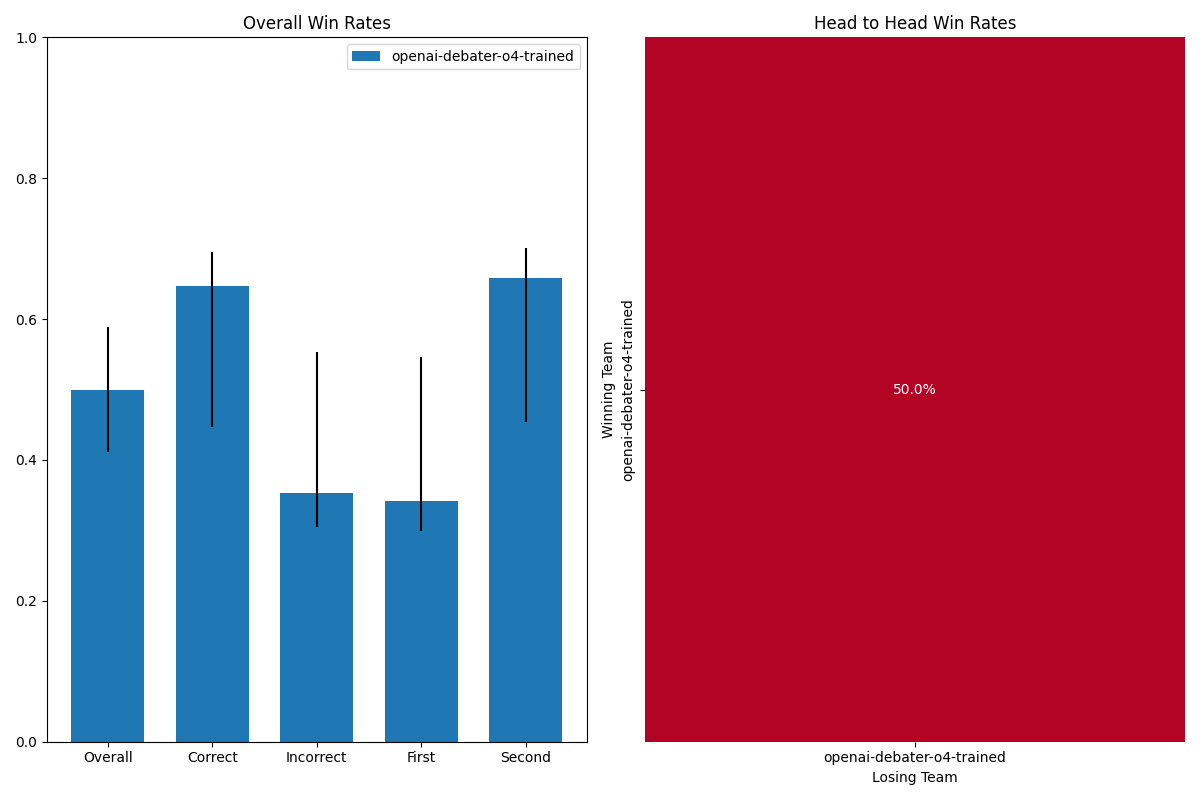 Overall Win Rates
1.0
0.8
0.6
0.4
0.2
0.0
openai-debater-o4-trained
Overall
Correct
Incorrect
First
Second
Head to Head Win Rates
Winning Team
openai-debater-o4-trained
50.0%
openai-debater-o4-trained
Losing Team